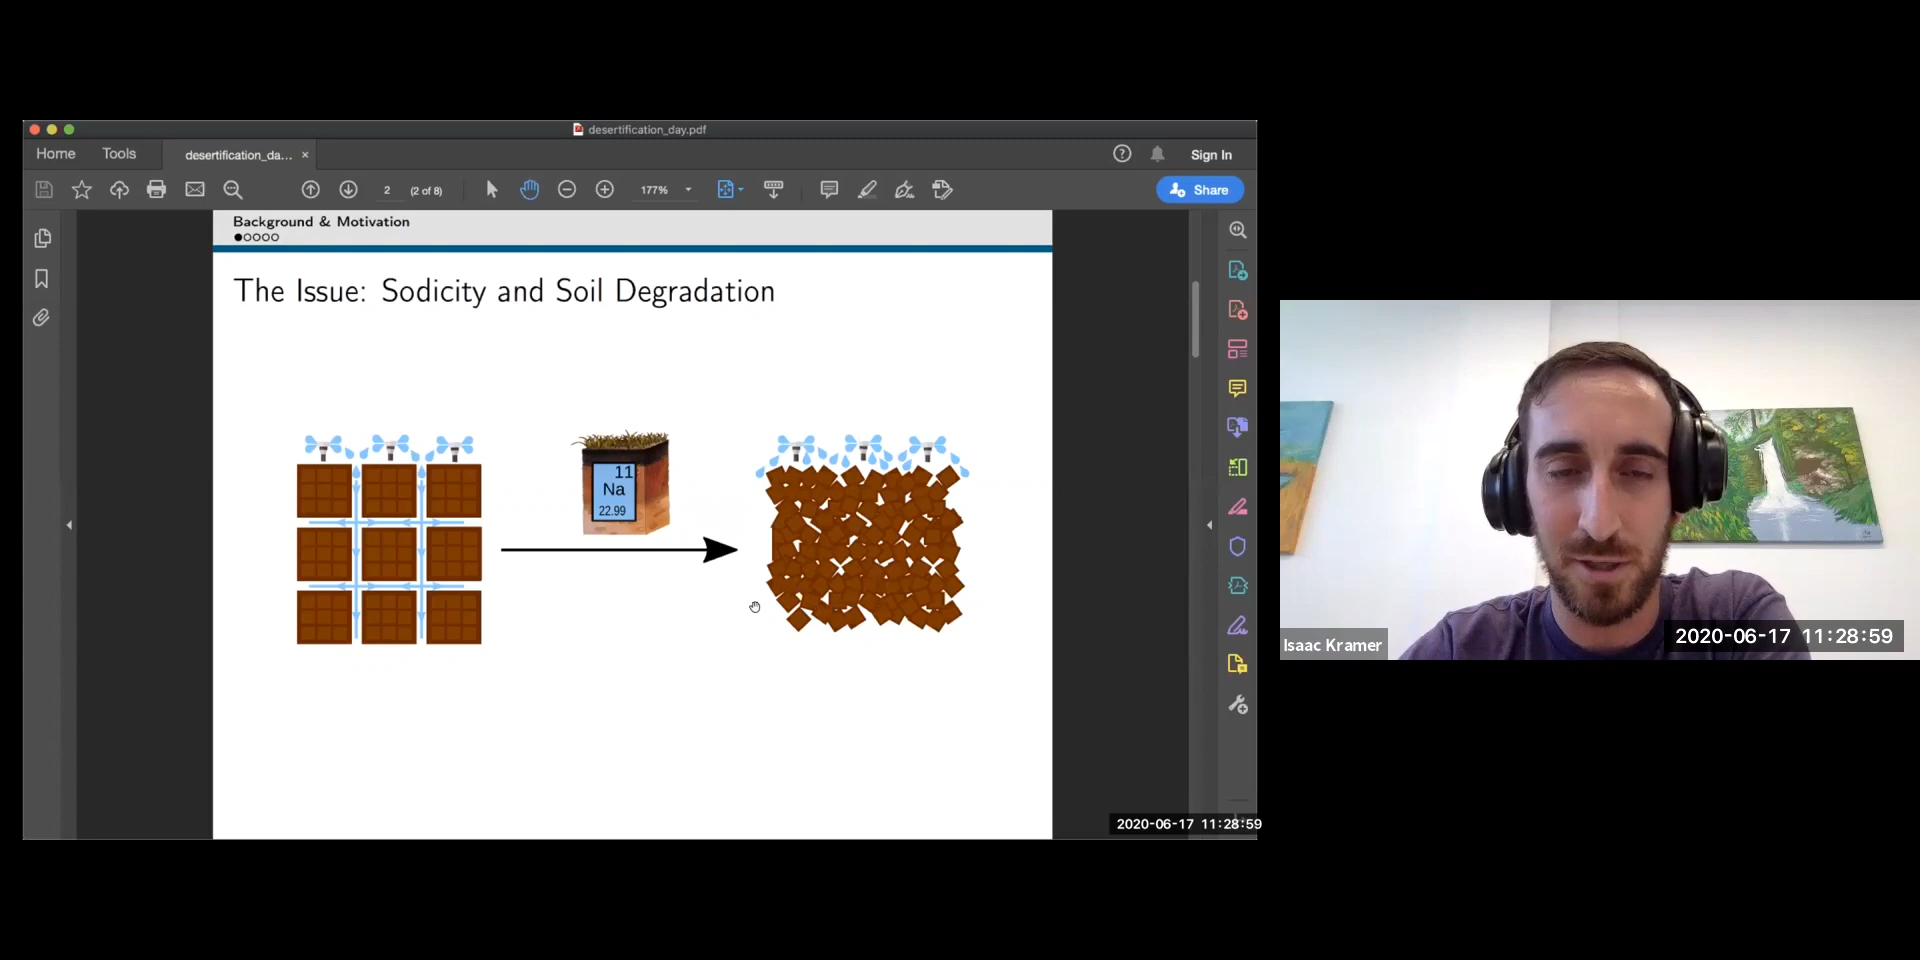 desertification_day.pdf
Home
Tools
desertification_da...
Sign In
2
(2 of 8)
177%
Share
Background & Motivation
The Issue: Sodicity and Soil Degradation
11
Na
22.99
2020-06-17 11:28:59
Isaac Kramer
2020-06-17 11:28:59